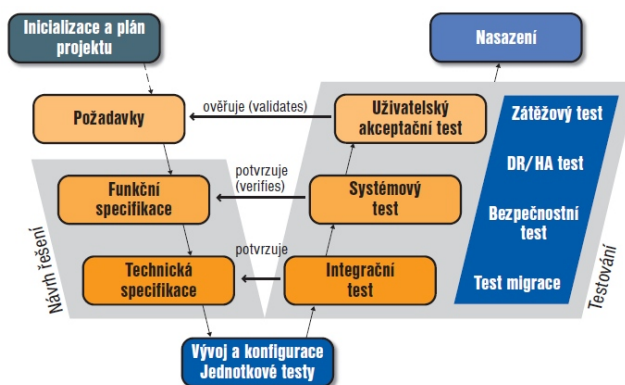 Inicializace a plán
projektu
Nasazení
Požadavky
ověřuje (validates)
Uživatelský
akceptační test
Zátěžový test
Funkční
specifikace
potvrzuje
(verifies)
Systémový
test
DR/HA test
Bezpečnostní
test
Technická
specifikace
potvrzuje
Integrační
test
Test migrace
Návrh řešení
Testování
Vývoj a konfigurace
Jednotkové testy